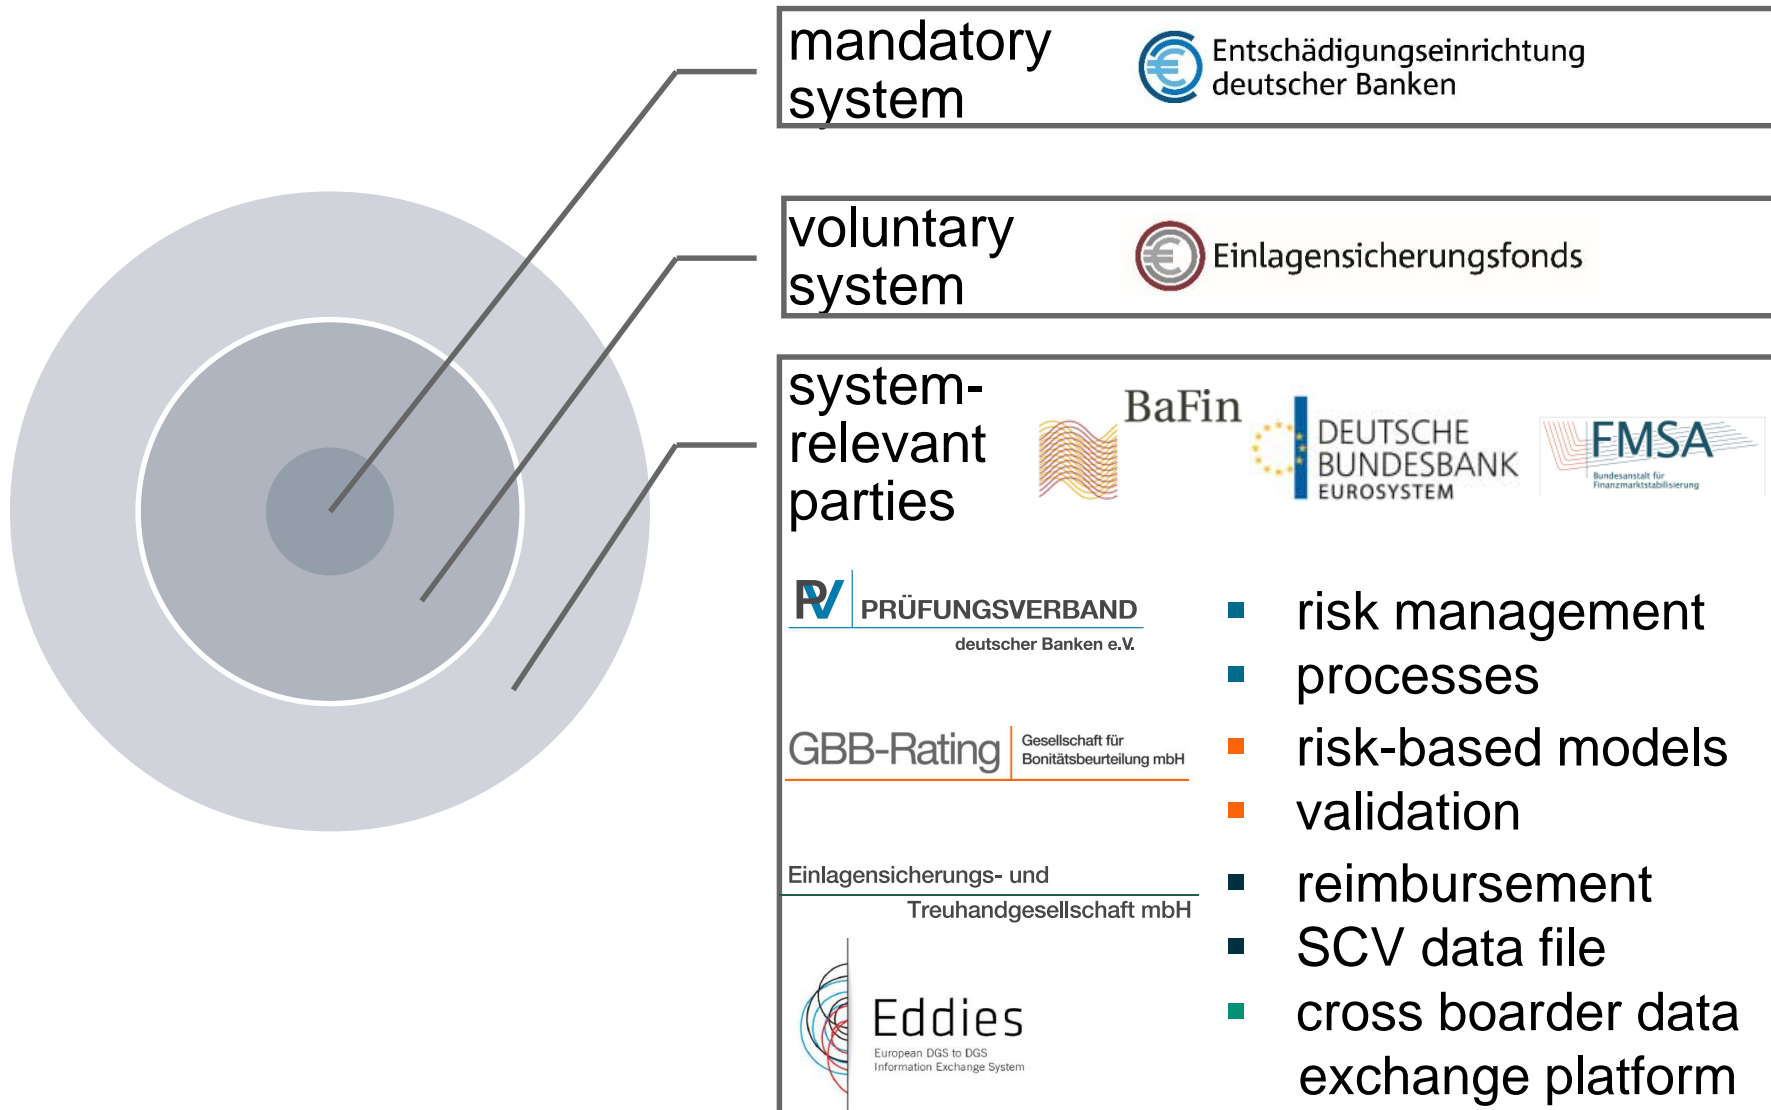 mandatory
system
Entschädigungseinrichtung
deutscher Banken
voluntary
system
Einlagensicherungsfonds
system-
relevant
parties
BaFin
DEUTSCHE
BUNDESBANK
EUROSYSTEM
FMSA
Bundesanstalt für
Finanzmarktstabilisierung
PV PRÜFUNGSVERBAND
deutscher Banken e.V.
▪ risk management
▪ processes
GBB-Rating
Gesellschaft für
Bonitätsbeurteilung mbH
▪ risk-based models
▪ validation
Einlagensicherungs- und
Treuhandgesellschaft mbH
▪ reimbursement
▪ SCV data file
Eddies
European DGS to DGS
Information Exchange System
▪ cross boarder data
exchange platform